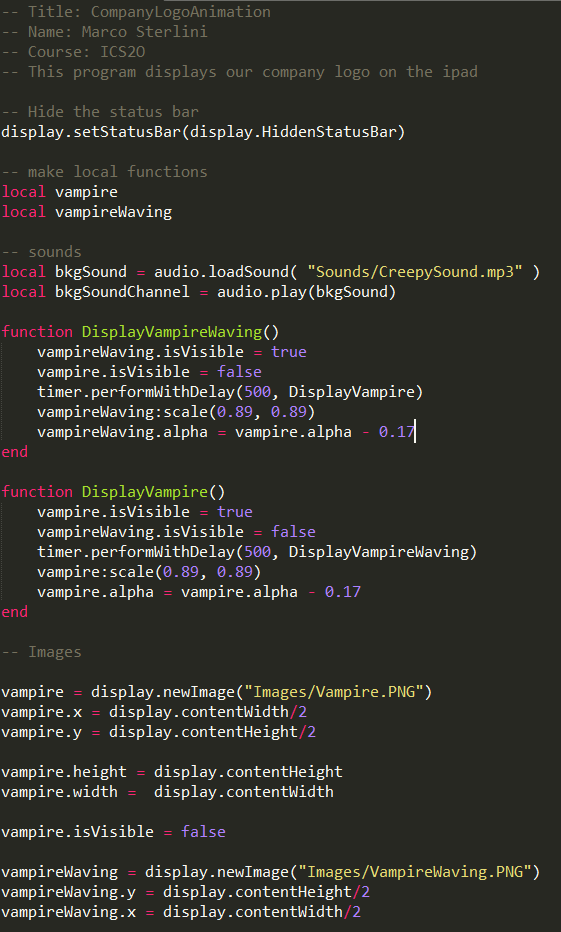 -- Title: CompanyLogoAnimation
-- Name: Marco Sterlini
-- Course: ICS2O
-- This program displays our company logo on the ipad

-- Hide the status bar
display.setStatusBar(display.HiddenStatusBar)

-- make local functions
local vampire
local vampireWaving

-- sounds
local bkgSound = audio.loadSound( "Sounds/CreepySound.mp3" )
local bkgSoundChannel = audio.play(bkgSound)

function DisplayVampireWaving()
    vampireWaving.isVisible = true
    vampire.isVisible = false
    timer.performWithDelay(500, DisplayVampire)
    vampireWaving:scale(0.89, 0.89)
    vampireWaving.alpha = vampire.alpha - 0.17
end

function DisplayVampire()
    vampire.isVisible = true
    vampireWaving.isVisible = false
    timer.performWithDelay(500, DisplayVampireWaving)
    vampire:scale(0.89, 0.89)
    vampire.alpha = vampire.alpha - 0.17
end

-- Images

vampire = display.newImage("Images/Vampire.PNG")
vampire.x = display.contentWidth/2
vampire.y = display.contentHeight/2

vampire.height = display.contentHeight
vampire.width =  display.contentWidth

vampire.isVisible = false

vampireWaving = display.newImage("Images/VampireWaving.PNG")
vampireWaving.y = display.contentHeight/2
vampireWaving.x = display.contentWidth/2